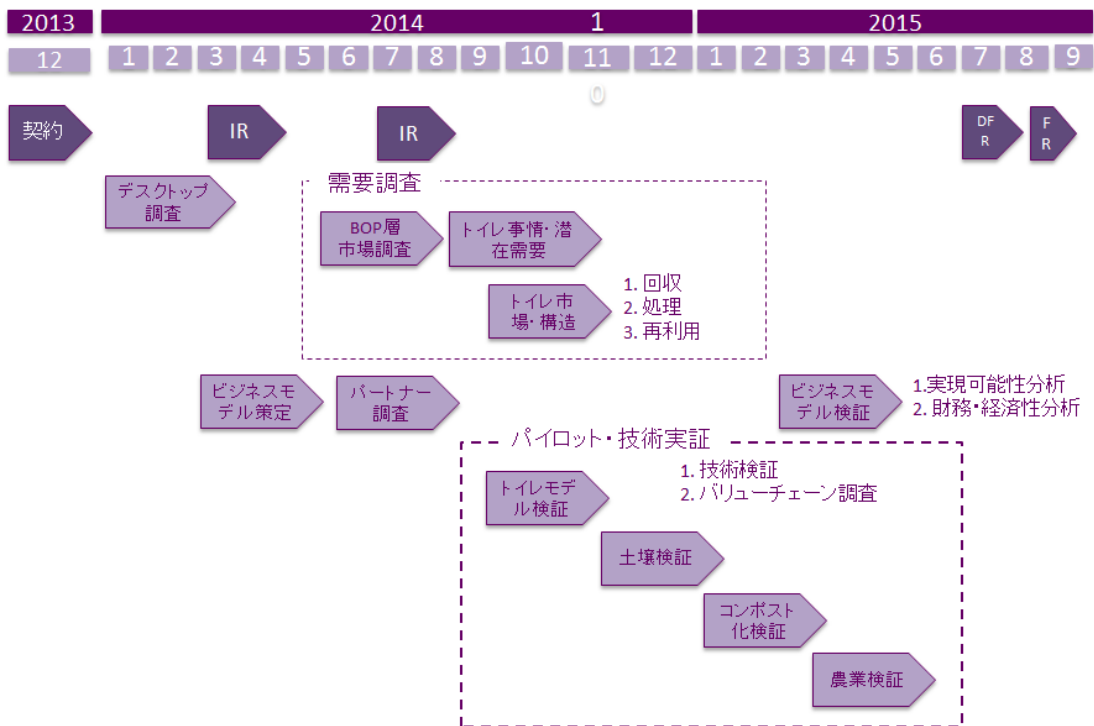 2013 2014 1 2015
12 1 2 3 4 5 6 7 8 9 10 11 12 1 2 3 4 5 6 7 8 9
0
契約
IR
IR
DF
R
F
R
デスクトップ
調査
需要調査
BOP層
市場調査
トイレ事情・潜
在需要
トイレ市
場・構造
1. 回収
2. 処理
3. 再利用
ビジネスモ
デル策定
パートナー
調査
ビジネスモ
デル検証
1.実現可能性分析
2. 財務・経済性分析
パイロット・技術実証
トイレモデ
ル検証
1. 技術検証
2. バリューチェーン調査
土壌検証
コンポスト
化検証
農業検証